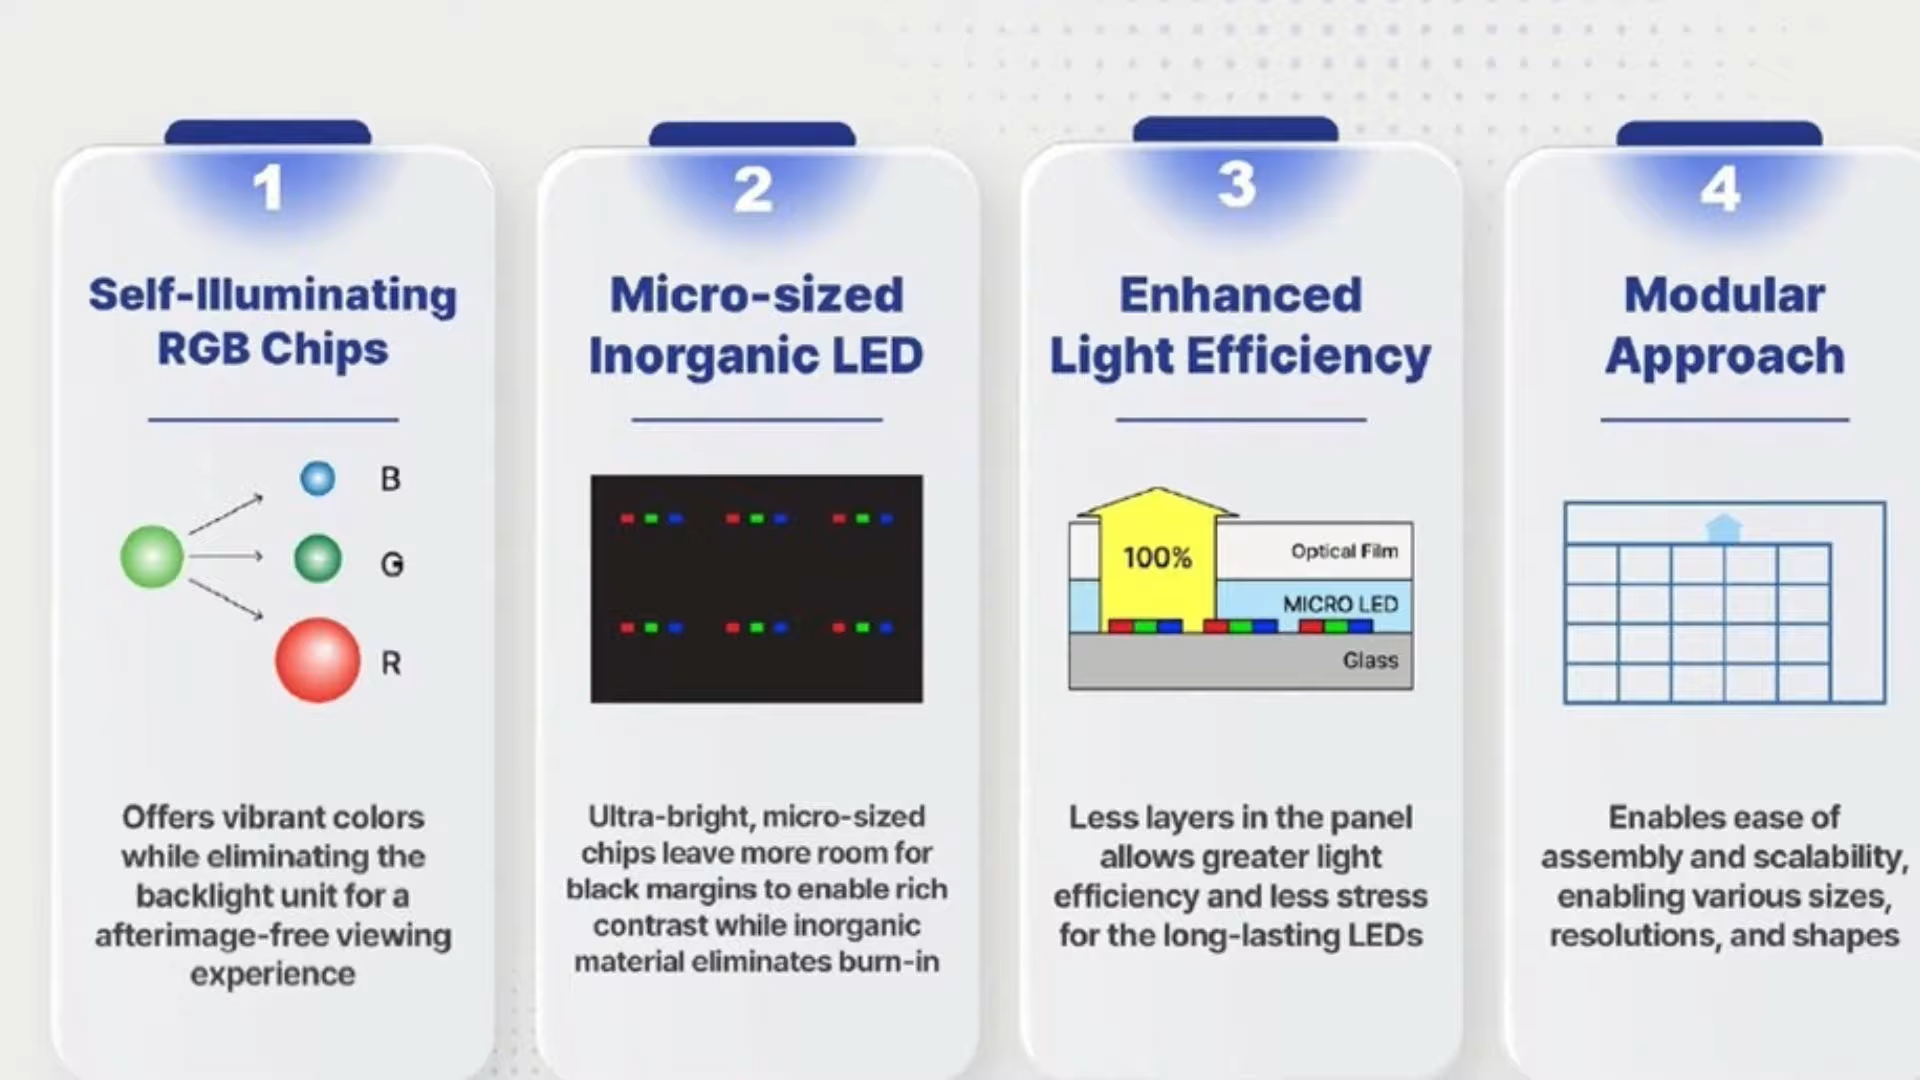 1
Self-Illuminating
RGB Chips
B
G
R
Offers vibrant colors
while eliminating the
backlight unit for a
afterimage-free viewing
experience
2
Micro-sized
Inorganic LED
Ultra-bright, micro-sized
chips leave more room for
black margins to enable rich
contrast while inorganic
material eliminates burn-in
3
Enhanced
Light Efficiency
100%
Optical Film
MICRO LED
Glass
Less layers in the panel
allows greater light
efficiency and less stress
for the long-lasting LEDs
4
Modular
Approach
Enables ease of
assembly and scalability,
enabling various sizes,
resolutions, and shapes